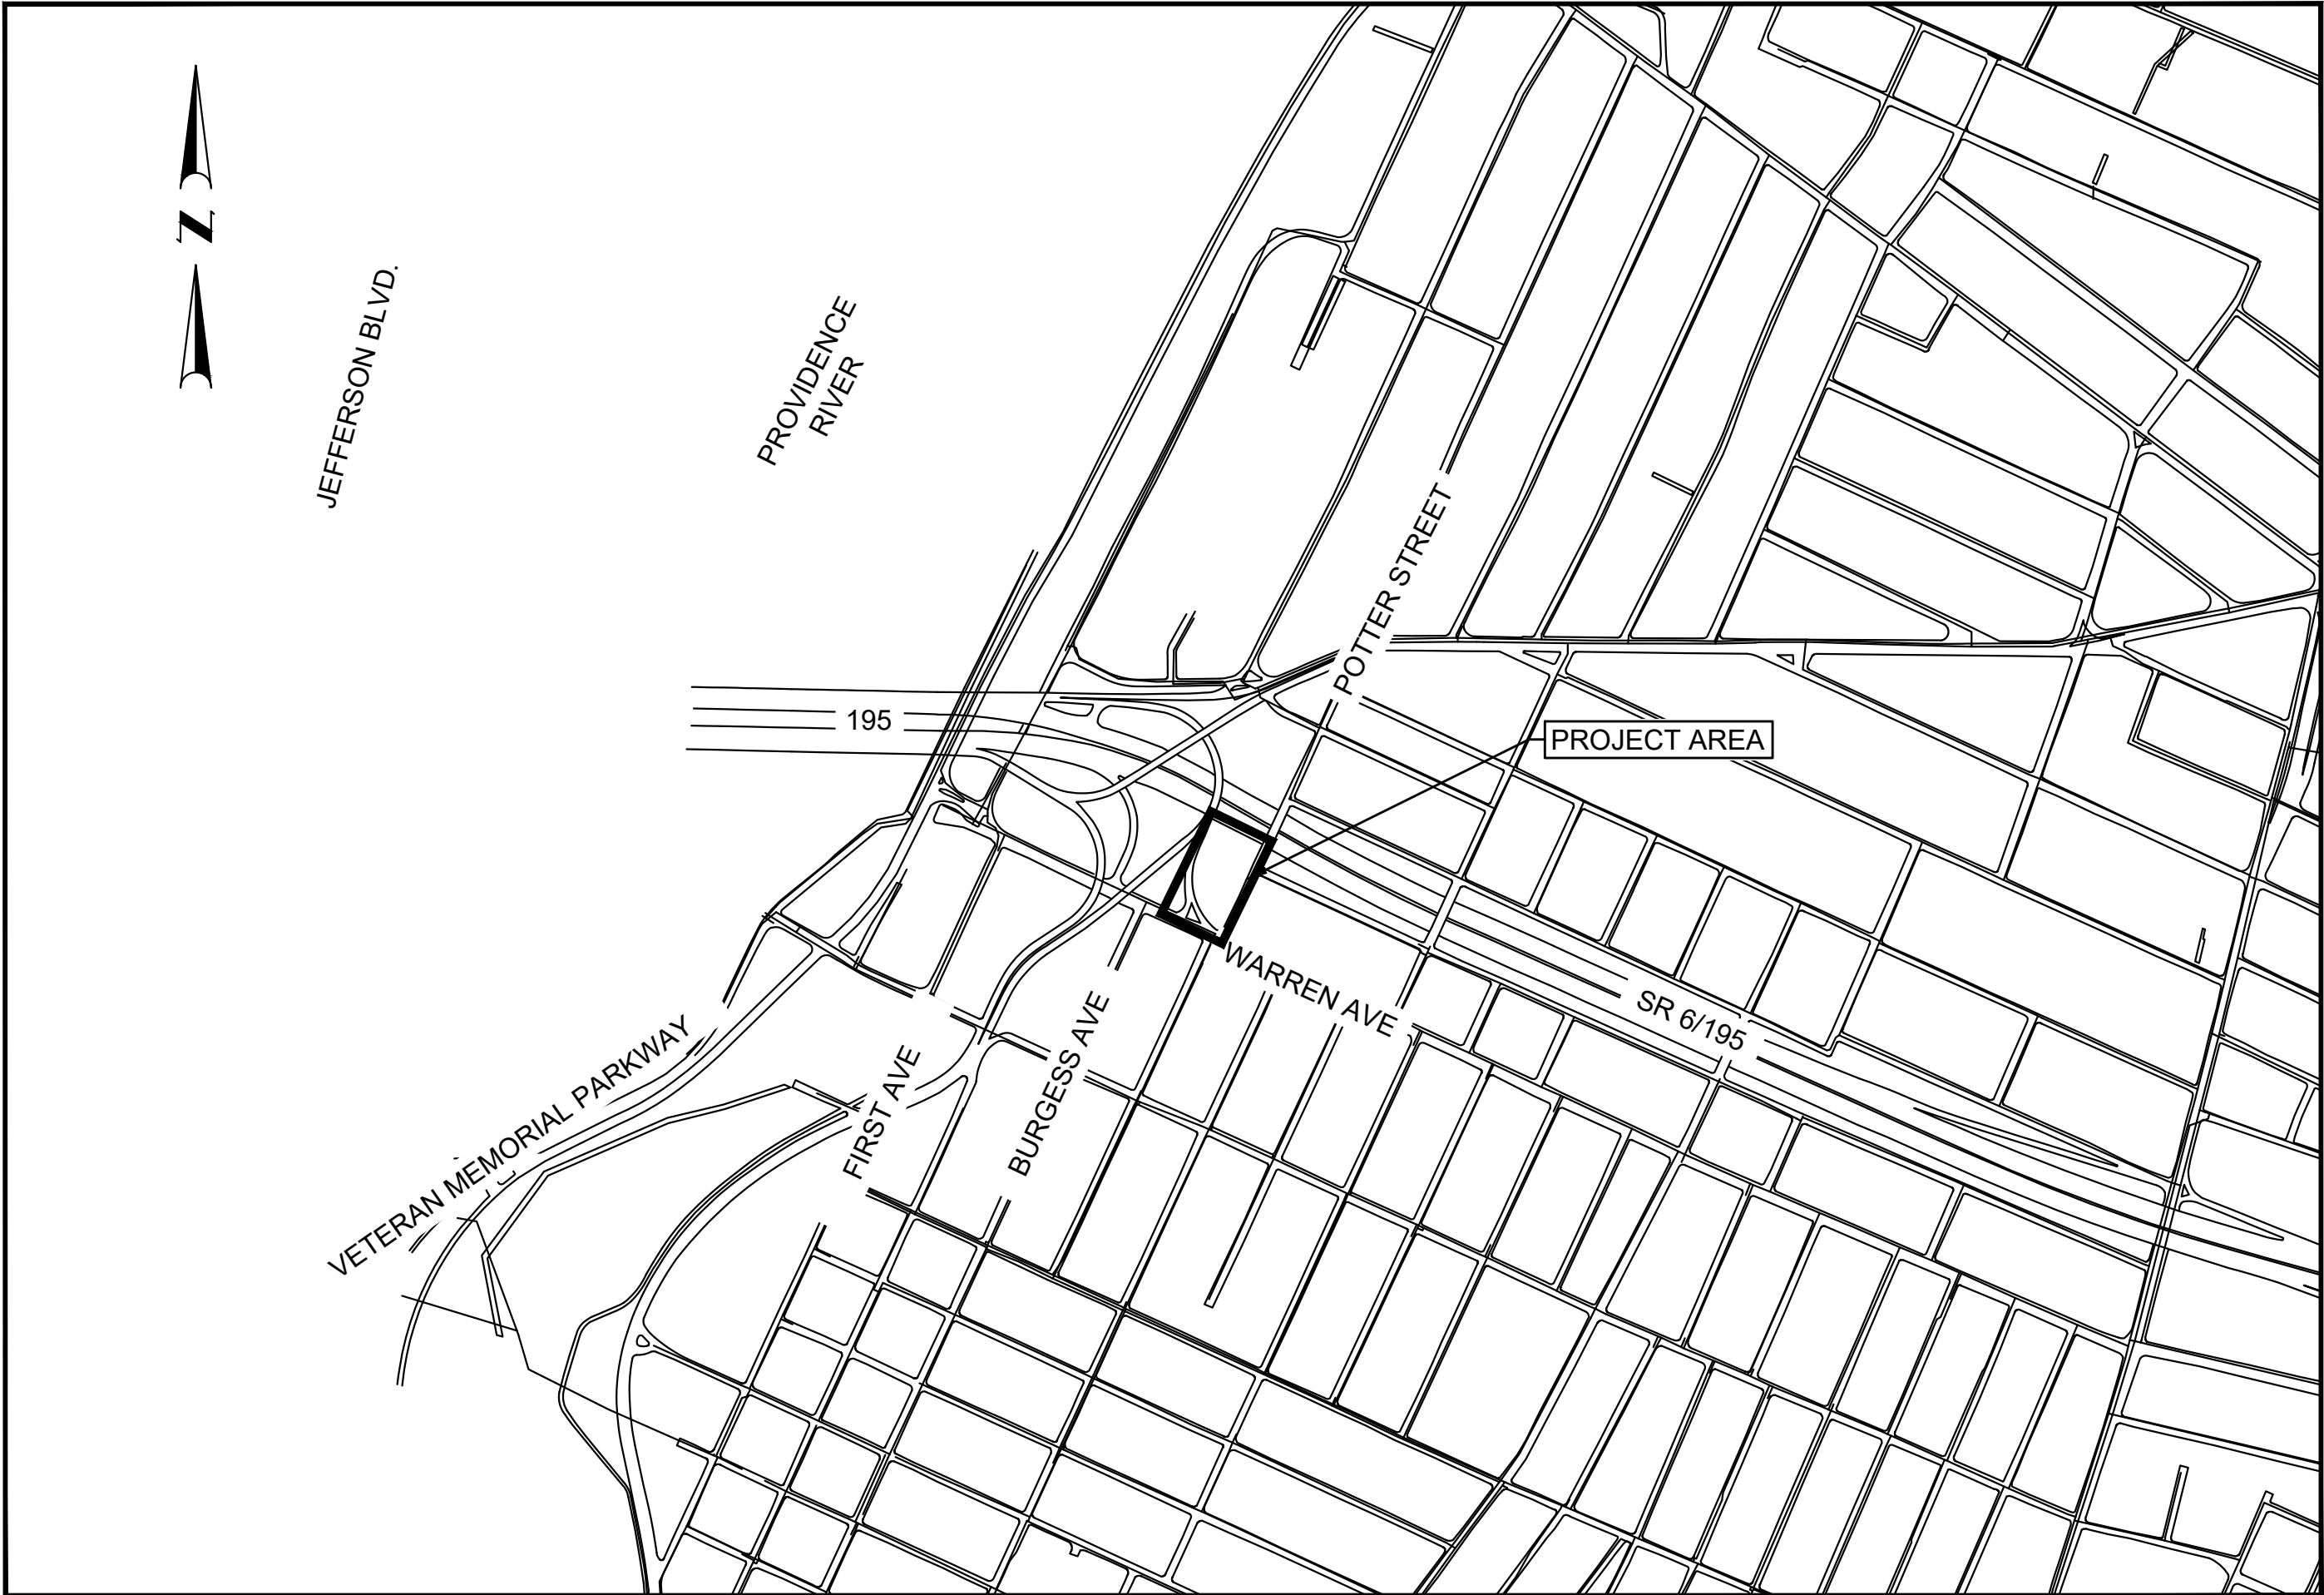 N
JEFFERSON BLVD.
PROVIDENCE
RIVER
POTTER STREET
195
PROJECT AREA
WARREN AVE
SR 6/195
BURGESS AVE
FIRST AVE
VETERAN MEMORIAL PARKWAY